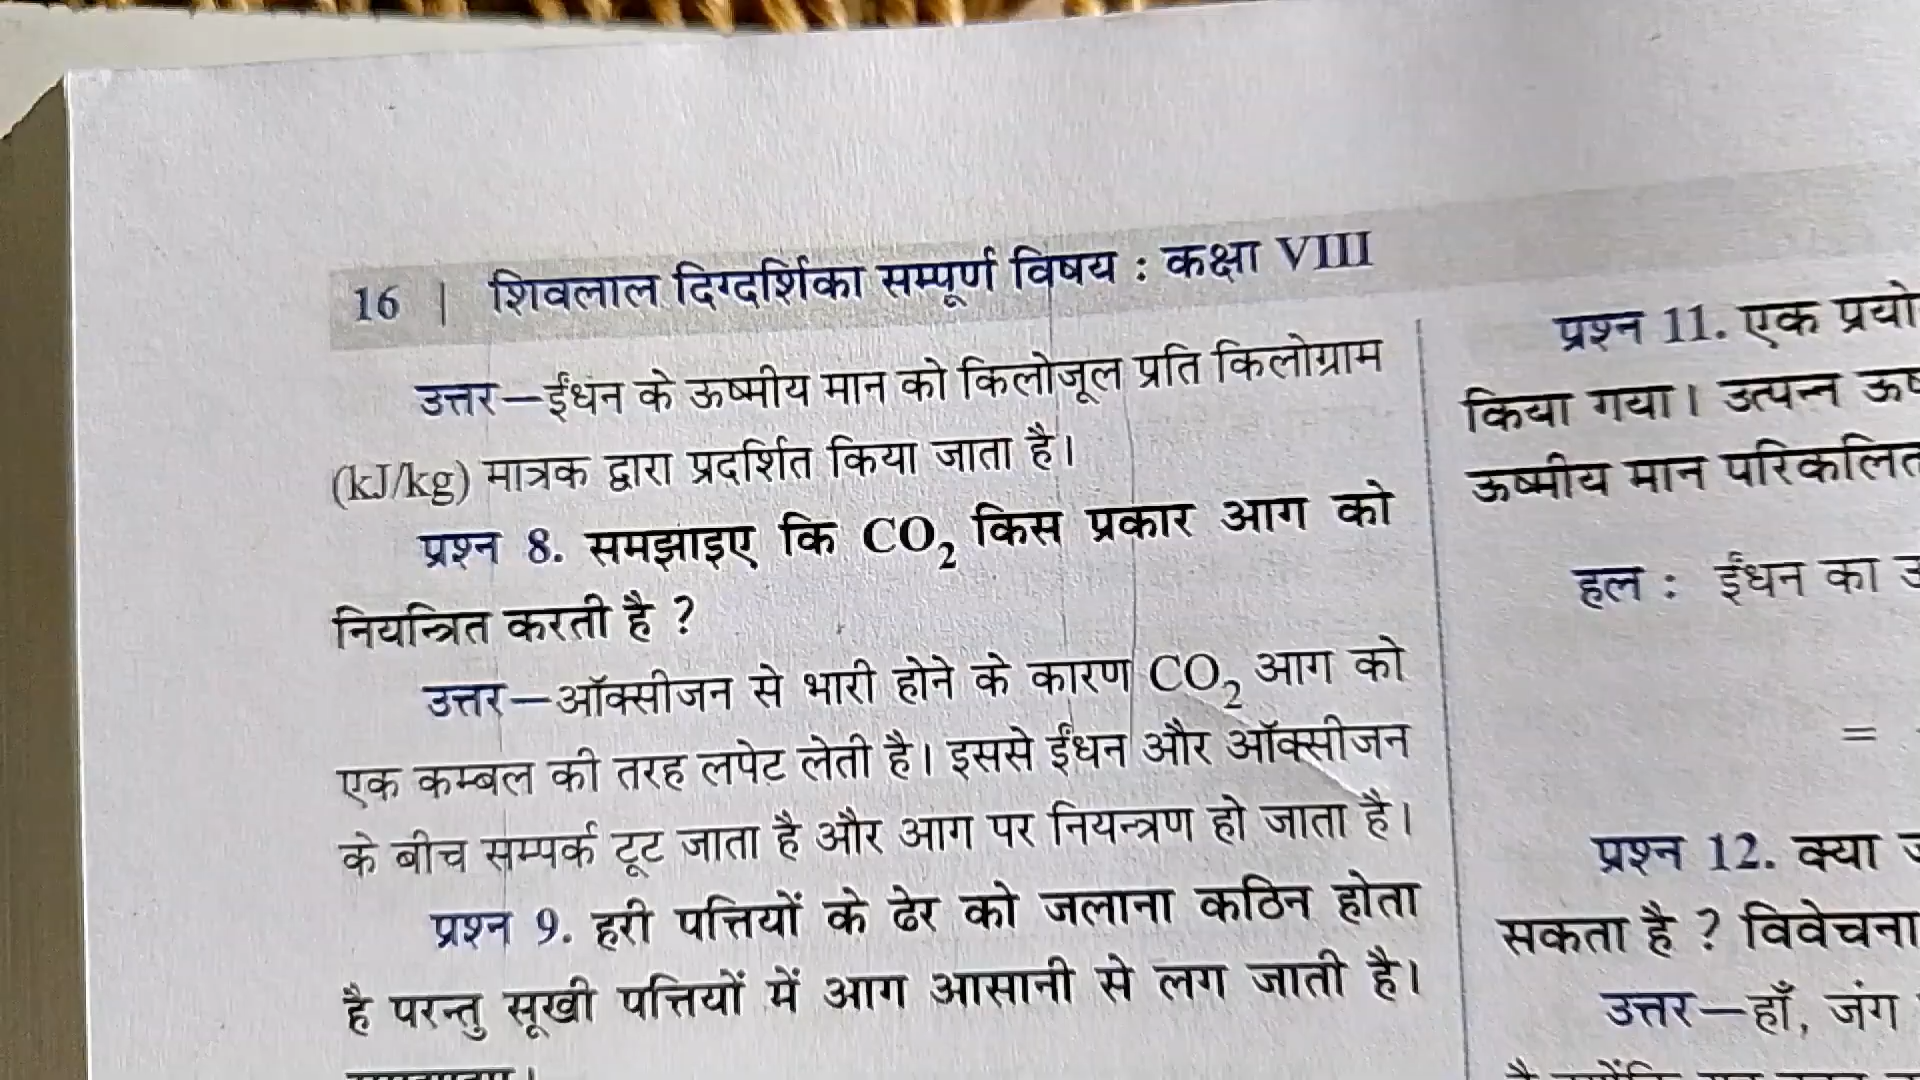 16 | शिवलाल दिग्दर्शिका सम्पूर्ण विषय : कक्षा VIII
उत्तर—ईंधन के ऊष्मीय मान को किलोजूल प्रति किलोग्राम
(kJ/kg) मात्रक द्वारा प्रदर्शित किया जाता है।
प्रश्न 8. समझाइए कि CO₂ किस प्रकार आग को
नियन्त्रित करती है ?
उत्तर—ऑक्सीजन से भारी होने के कारण CO₂ आग को
एक कम्बल की तरह लपेट लेती है। इससे ईंधन और ऑक्सीजन
के बीच सम्पर्क टूट जाता है और आग पर नियन्त्रण हो जाता है।
प्रश्न 9. हरी पत्तियों के ढेर को जलाना कठिन होता
है परन्तु सूखी पत्तियों में आग आसानी से लग जाती है।
प्रश्न 11. एक
किया गया। उत्पन्न
ऊष्मीय मान
हल : ईंधन का
=
प्रश्न 12. क्या
सकता है ? विवेचना
उत्तर—हाँ, जंग